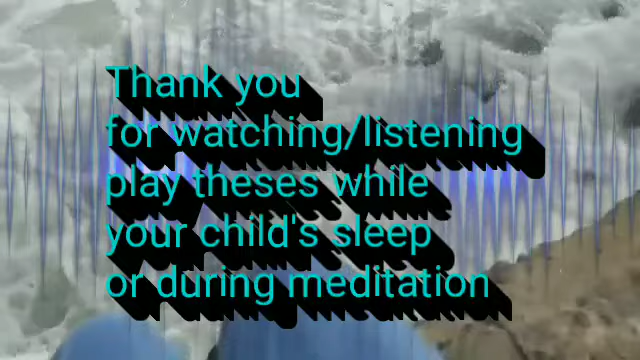 Thank you
for watching/listening
play theses while
your child's sleep
or during meditation